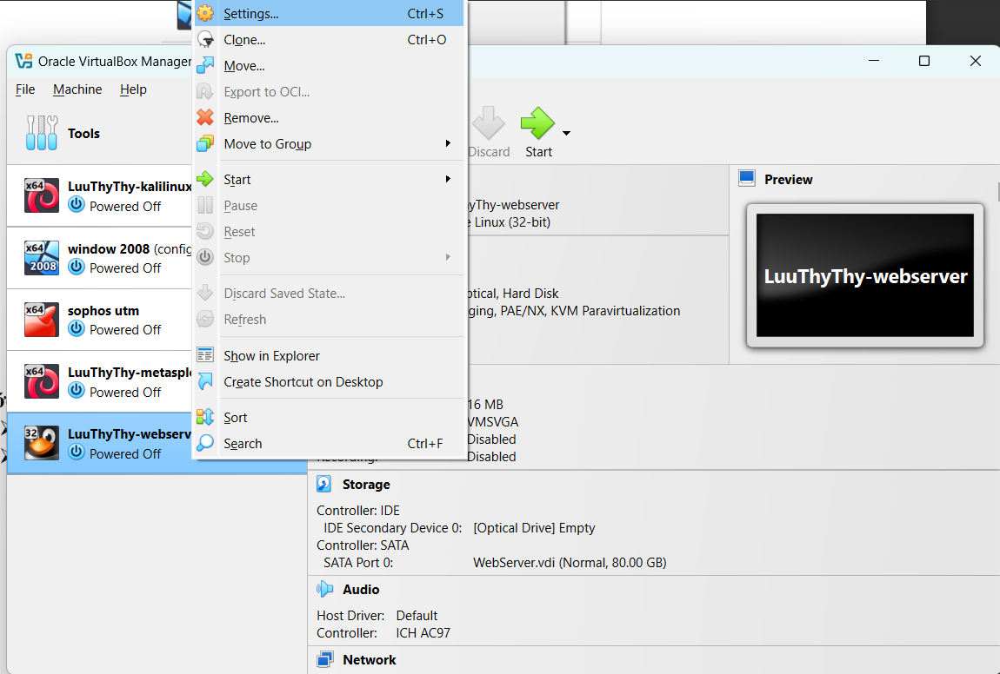 Settings... Ctrl+S
Clone... Ctrl+O
Move...
Export to OCI...
Remove...
Move to Group
Start
Pause
Reset
Stop
Discard Saved State...
Refresh
Show in Explorer
Create Shortcut on Desktop
Sort
Search Ctrl+F
Oracle VirtualBox Manager
File Machine Help
Tools
Discard
Start
x64
LuuThyThy-kalilinux
Powered Off
x64
2008
window 2008 (config
Powered Off
x64
sophos utm
Powered Off
x64
LuuThyThy-metasplo
Powered Off
32
LuuThyThy-webserv
Powered Off
yThy-webserver
Linux (32-bit)
Preview
LuuThyThy-webserver
ptical, Hard Disk
ging, PAE/NX, KVM Paravirtualization
16 MB
VMSVGA
Disabled
Recording: Disabled
Storage
Controller: IDE
IDE Secondary Device 0: [Optical Drive] Empty
Controller: SATA
SATA Port 0: WebServer.vdi (Normal, 80.00 GB)
Audio
Host Driver: Default
Controller: ICH AC97
Network